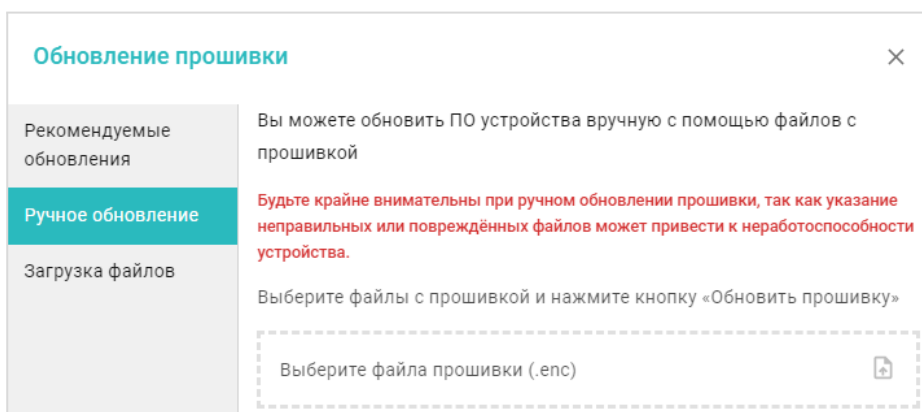 Обновление прошивки
Рекомендуемые
обновления
Ручное обновление
Загрузка файлов
Вы можете обновить ПО устройства вручную с помощью файлов с
прошивкой
Будьте крайне внимательны при ручном обновлении прошивки, так как указание
неправильных или повреждённых файлов может привести к неработоспособности
устройства.
Выберите файлы с прошивкой и нажмите кнопку «Обновить прошивку»
Выберите файла прошивки (.enc)